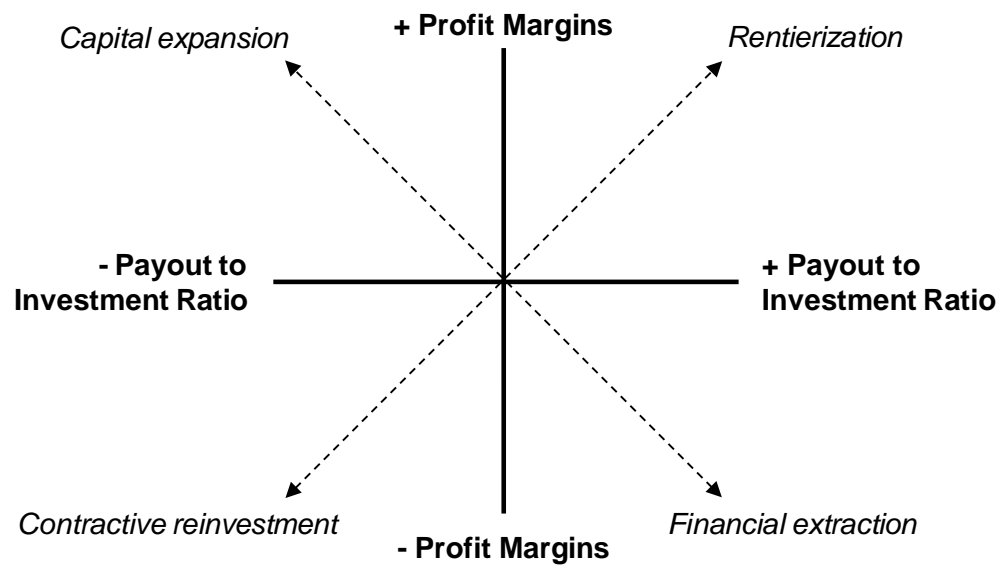 Capital expansion
+ Profit Margins
Rentierization
- Payout to
Investment Ratio
+ Payout to
Investment Ratio
Contractive reinvestment
- Profit Margins
Financial extraction